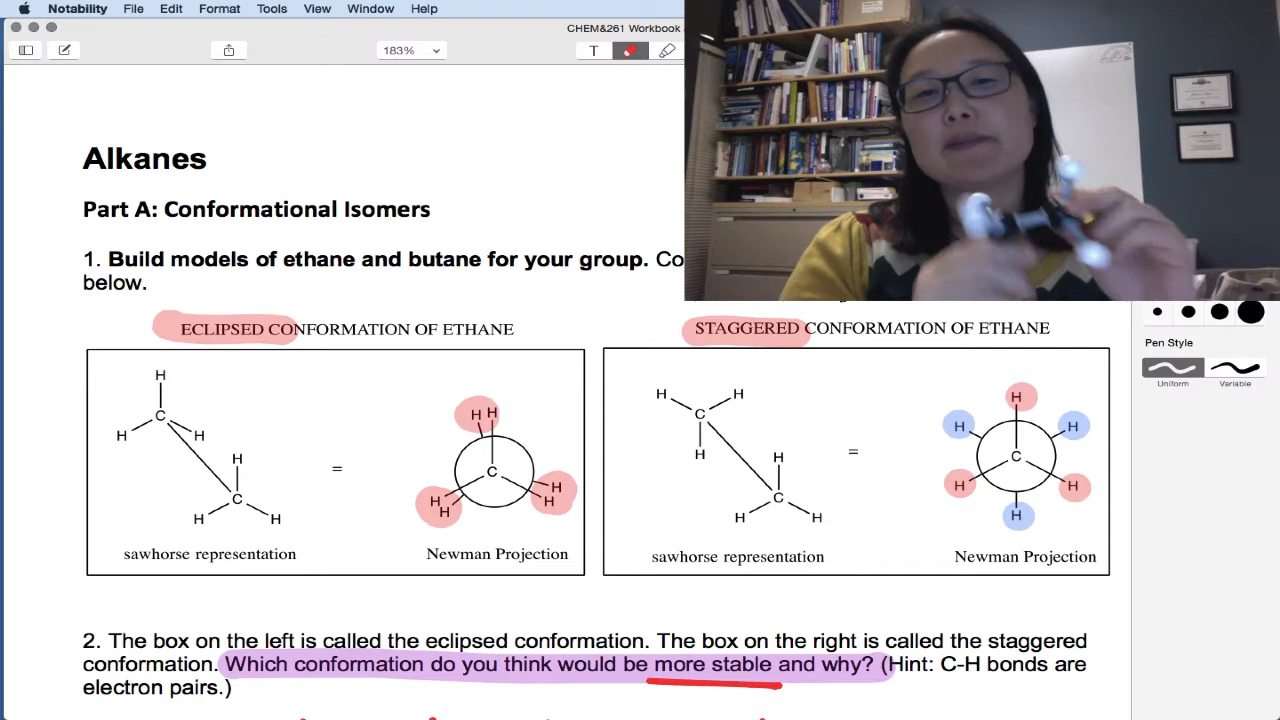 Notability File Edit Format Tools View Window Help
CHEM&261 Workbook
183%
T
Alkanes
Part A: Conformational Isomers
1. Build models of ethane and butane for your group. Co
below.
ECLIPSED CONFORMATION OF ETHANE
STAGGERED CONFORMATION OF ETHANE
Pen Style
Uniform Variable
H
C
H H
H
C
H H
=
H H
C
H H
H H
sawhorse representation
Newman Projection
H H
C
H
H
C
H H
=
H
H H
C
H H
H
sawhorse representation
Newman Projection
2. The box on the left is called the eclipsed conformation. The box on the right is called the staggered
conformation. Which conformation do you think would be more stable and why? (Hint: C-H bonds are
electron pairs.)